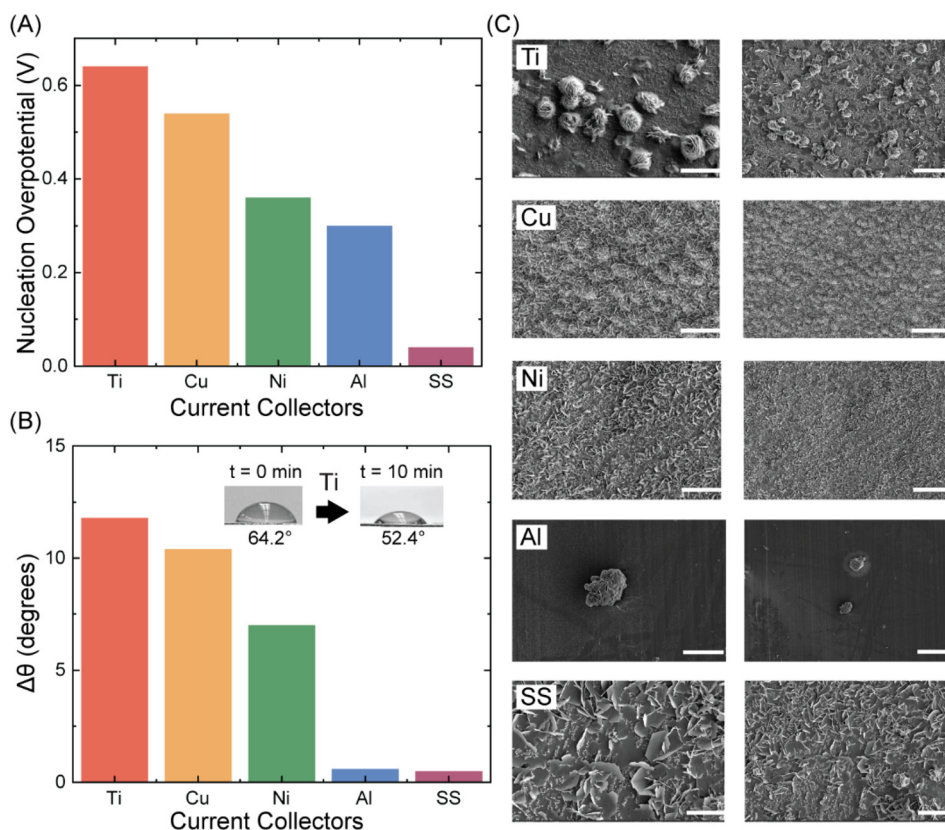 (A)
Nucleation Overpotential (V)
0.6
0.4
0.2
0.0
Ti Cu Ni Al SS
Current Collectors
(B)
Δθ (degrees)
15
10
5
0
t = 0 min Ti t = 10 min
64.2° 52.4°
Ti Cu Ni Al SS
Current Collectors
(C)
Ti
Cu
Ni
Al
SS